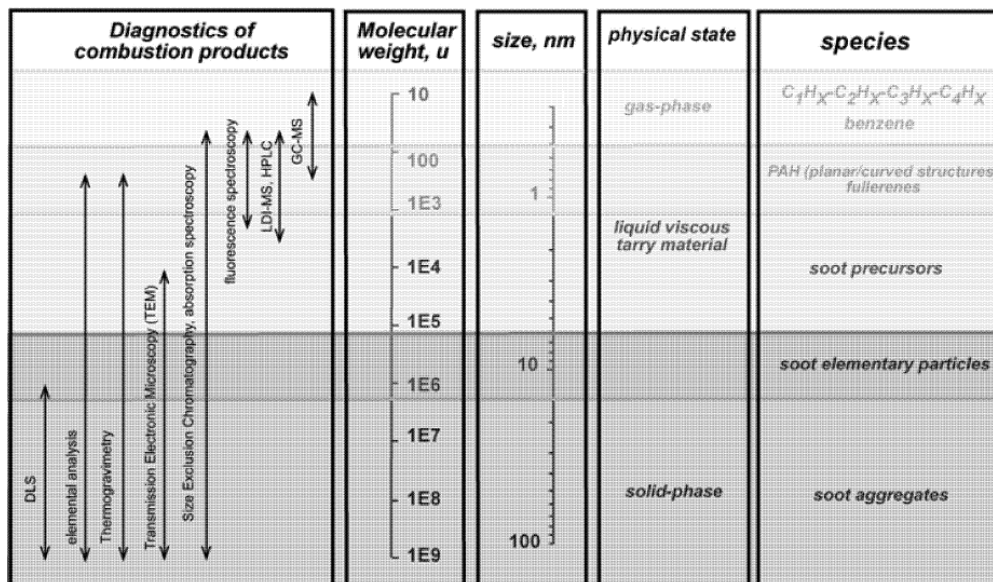 Diagnostics of
combustion products
DLS
elemental analysis
Thermogravimetry
Transmission Electronic Microscopy (TEM)
Size Exclusion Chromatography, absorption spectroscopy
fluorescence spectroscopy
LDI-MS, HPLC
GC-MS
Molecular
weight, u
10
100
1E3
1E4
1E5
1E6
1E7
1E8
1E9
size, nm
1
10
100
physical state
gas-phase
liquid viscous
tarry material
solid-phase
species
C₁Hₓ-C₂Hₓ-C₃Hₓ-C₄Hₓ
benzene
PAH (planar/curved structures
fullerenes
soot precursors
soot elementary particles
soot aggregates